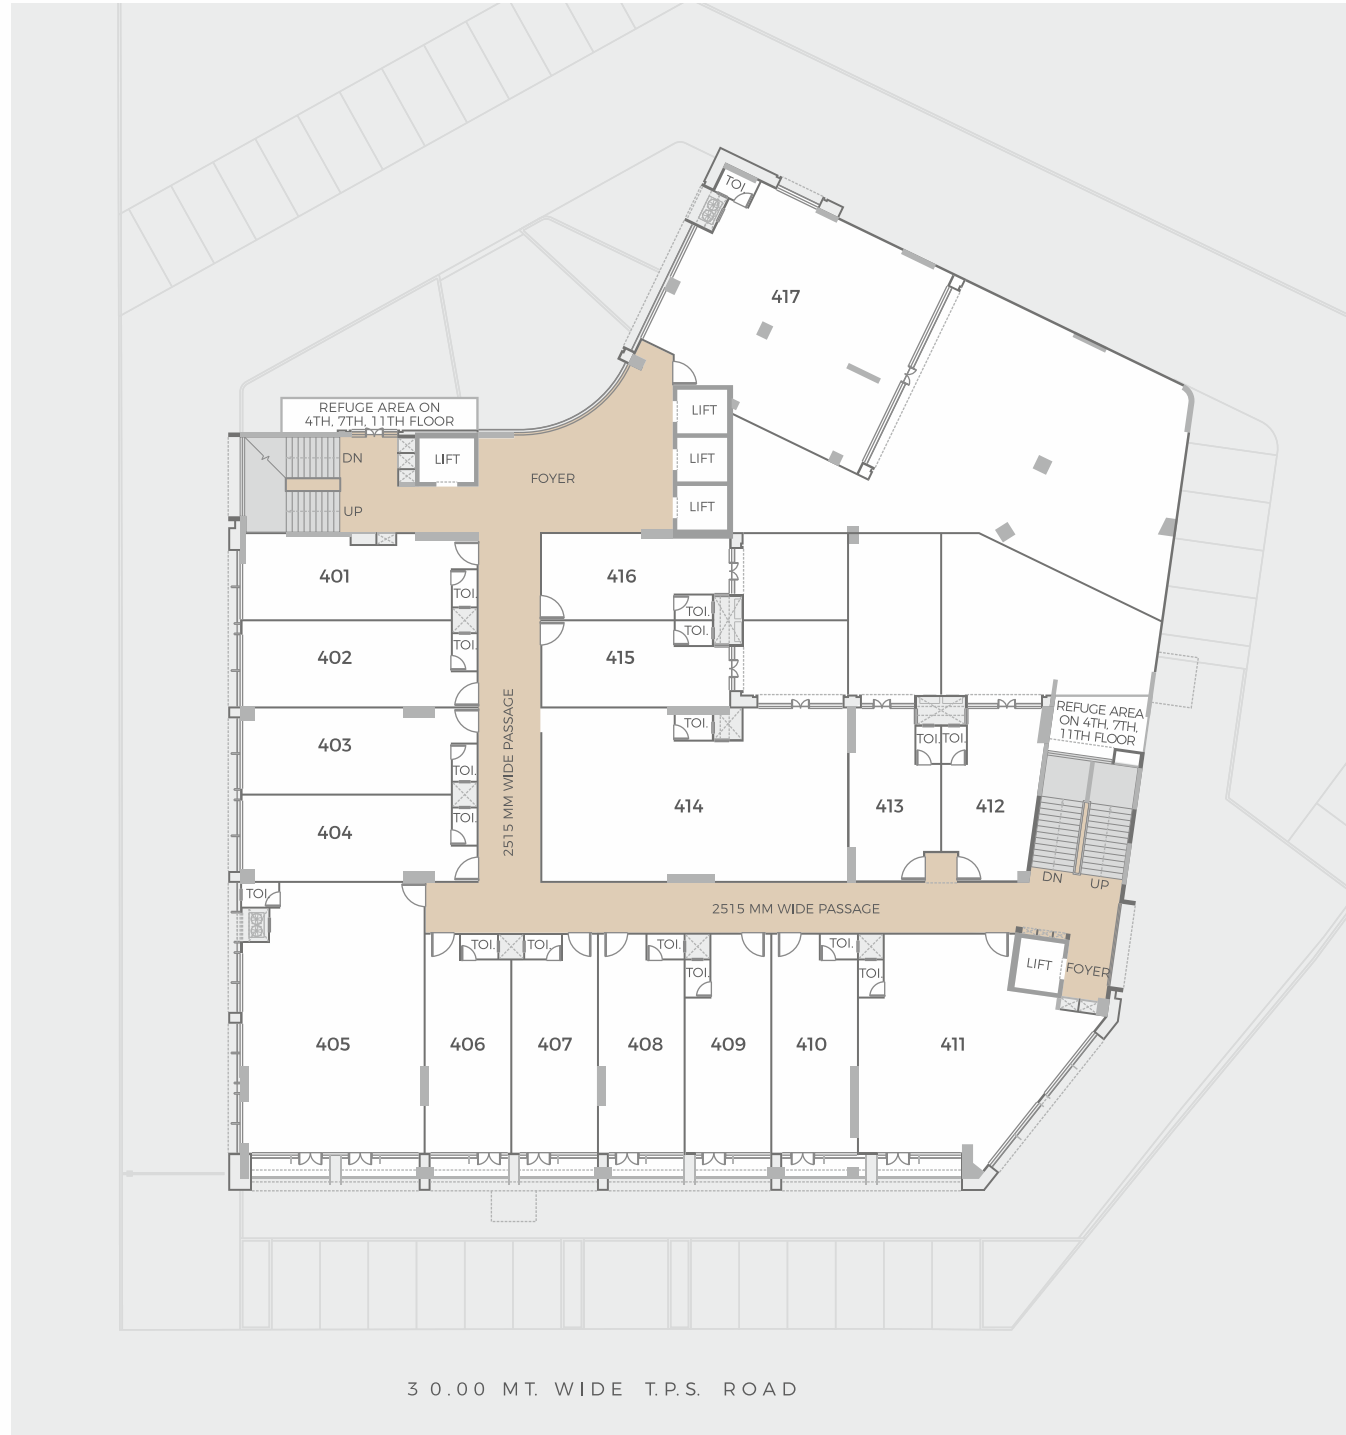 TOI.
417
REFUGE AREA ON
4TH, 7TH, 11TH FLOOR
LIFT
DN
LIFT
LIFT
FOYER
LIFT
UP
401
416
TOI.
TOI.
TOI.
TOI.
402
415
2515 MM WIDE PASSAGE
REFUGE AREA
ON 4TH, 7TH,
11TH FLOOR
TOI.
TOI.
TOI.
403
TOI.
414
413
412
TOI.
404
DN
UP
TOI.
2515 MM WIDE PASSAGE
TOI.
TOI.
TOI.
TOI.
LIFT
FOYER
TOI.
TOI.
405
406
407
408
409
410
411
30.00 MT. WIDE T.P.S. ROAD